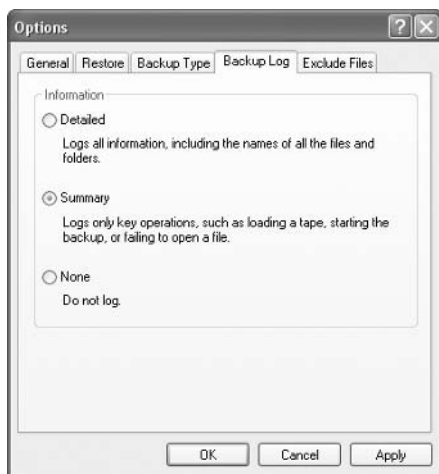 Options
General Restore Backup Type Backup Log Exclude Files
Information
Detailed
Logs all information, including the names of all the files and
folders.
Summary
Logs only key operations, such as loading a tape, starting the
backup, or failing to open a file.
None
Do not log.
OK Cancel Apply